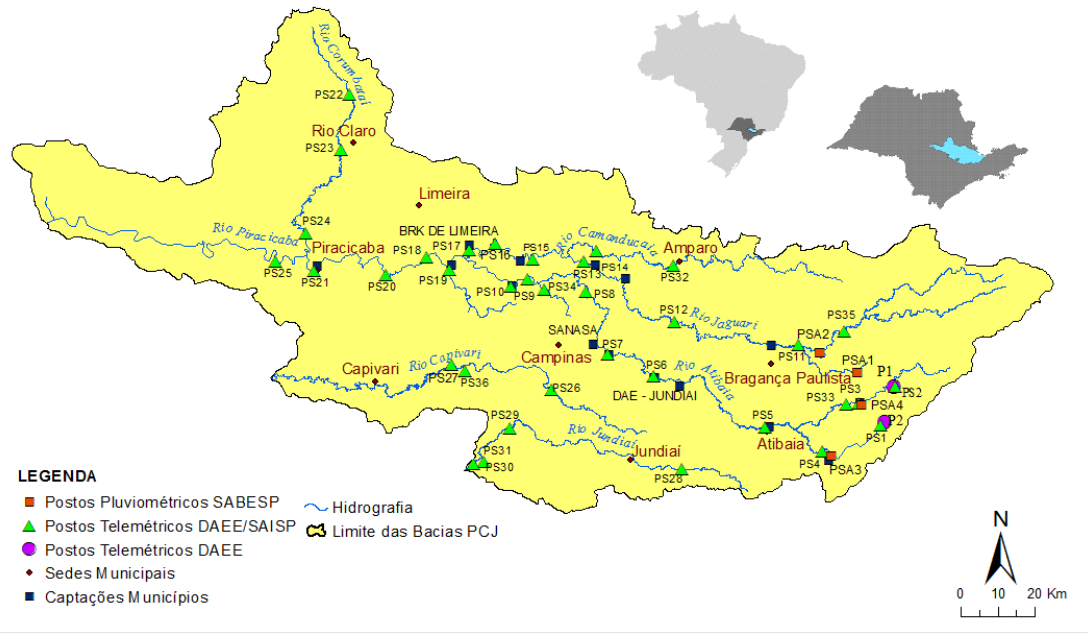 Rio Corumbataí
PS22
Rio Claro
PS23
Limeira
PS24
Rio Piracicaba
BRK DE LIMEIRA
Piracicaba
PS18
PS17
PS16
PS15
Rio Camanducaí
Amparo
PS25
PS21
PS20
PS19
PS13
PS14
PS32
PS10
PS9
PS34
PS8
PS12
Rio Jaguari
PS35
SANASA
PSA2
PS7
PS11
Campinas
Capivari
Rio Capivari
PS27
PS36
PS6
Rio Atibaia
Bragança Paulista
PSA1
P1
DAE - JUNDIAI
PS26
PS33
PS3
PS2
PSA4
PS29
Rio Jundiaí
PS5
P2
PS1
Atibaia
Jundiaí
PS31
PS30
PS28
PS4
PSA3
LEGENDA
Postos Pluviométricos SABESP
Postos Telemétricos DAEE/SAISP
Postos Telemétricos DAEE
Sedes Municipais
Captações Municípios
Hidrografia
Limite das Bacias PCJ
N
0 10 20 Km